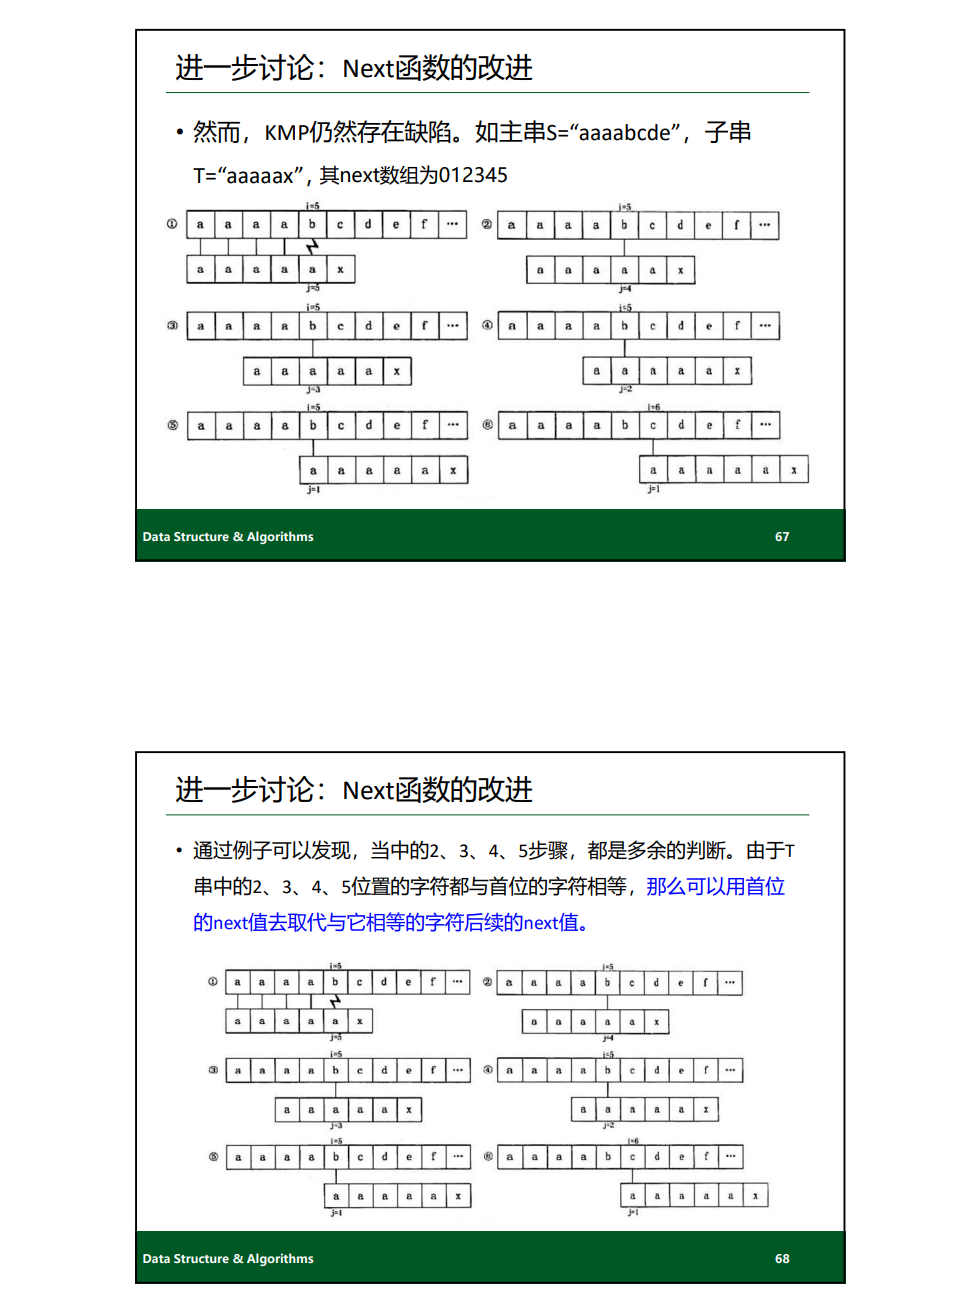 进一步讨论：Next函数的改进
• 然而，KMP仍然存在缺陷。如主串S=“aaaabcde”，子串
T=“aaaaax”，其next数组为012345
i=5
① a a a a b c d e f ···
a a a a a x
j=5
i=5
② a a a a b c d e f ···
a a a a a x
j=4
i=5
③ a a a a b c d e f ···
a a a a a x
j=3
i=5
④ a a a a b c d e f ···
a a a a a x
j=2
i=5
⑤ a a a a b c d e f ···
a a a a a x
j=1
i=6
⑥ a a a a b c d e f ···
a a a a a x
j=1
Data Structure & Algorithms 67
进一步讨论：Next函数的改进
• 通过例子可以发现，当中的2、3、4、5步骤，都是多余的判断。由于T
串中的2、3、4、5位置的字符都与首位的字符相等，那么可以用首位
的next值去取代与它相等的字符后续的next值。
i=5
① a a a a b c d e f ···
a a a a a x
j=5
i=5
② a a a a b c d e f ···
a a a a a x
j=4
i=5
③ a a a a b c d e f ···
a a a a a x
j=3
i=5
④ a a a a b c d e f ···
a a a a a x
j=2
i=5
⑤ a a a a b c d e f ···
a a a a a x
j=1
i=6
⑥ a a a a b c d e f ···
a a a a a x
j=1
Data Structure & Algorithms 68